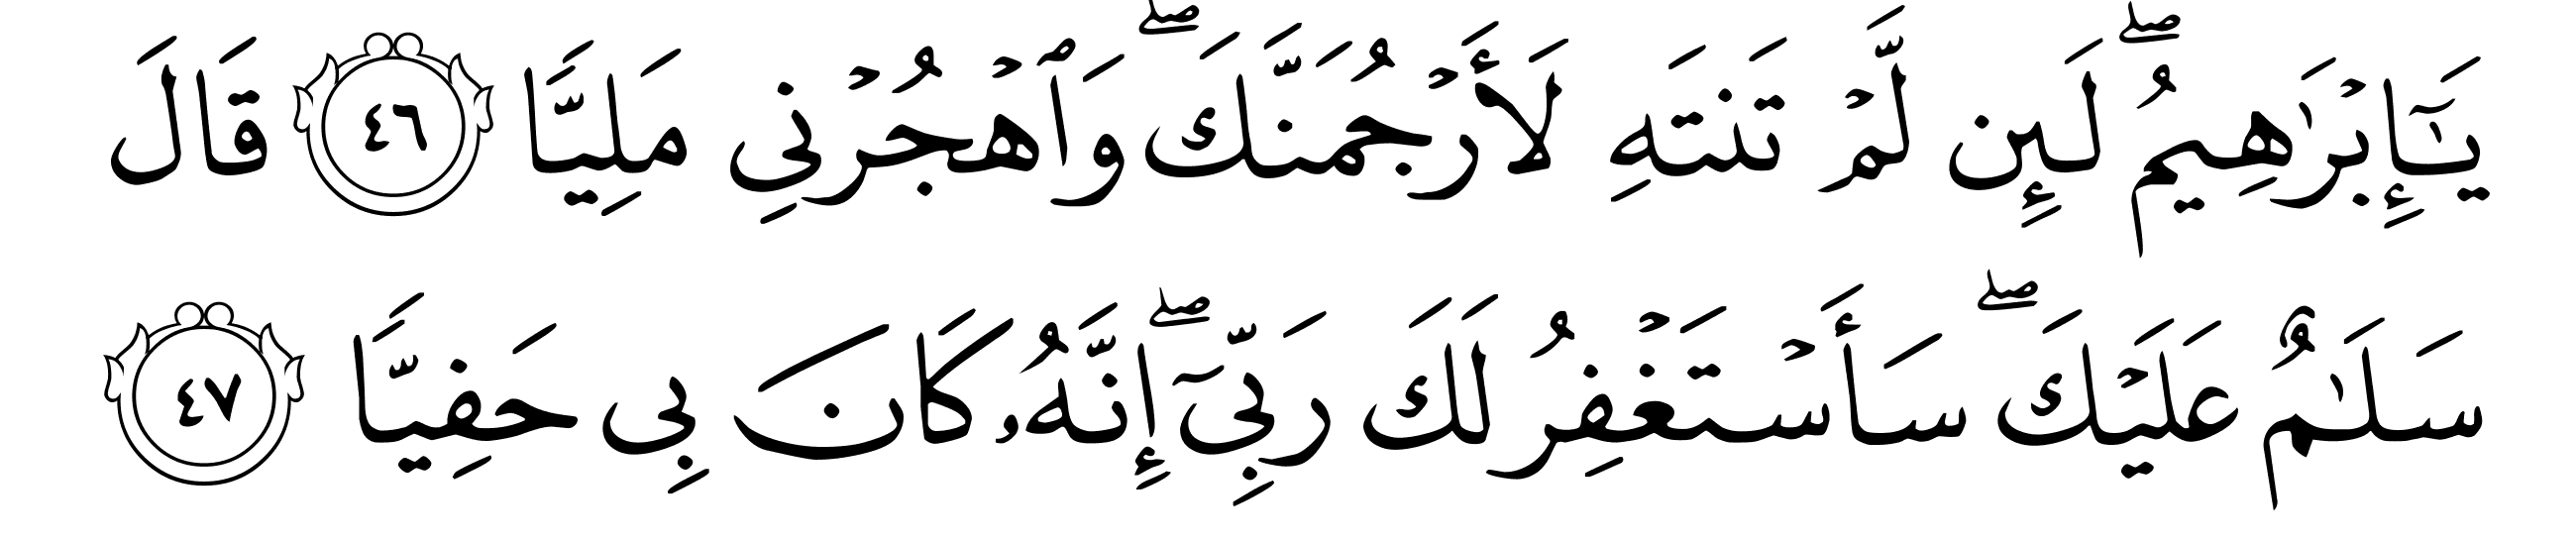 يَـٰٓإِبۡرَٰهِيمُۖ لَئِن لَّمۡ تَنتَهِ لَأَرۡجُمَنَّكَۖ وَٱهۡجُرۡنِي مَلِيّٗا ٤٦ قَالَ
سَلَٰمٌ عَلَيۡكَۖ سَأَسۡتَغۡفِرُ لَكَ رَبِّيٓۖ إِنَّهُۥ كَانَ بِي حَفِيّٗا ٤٧